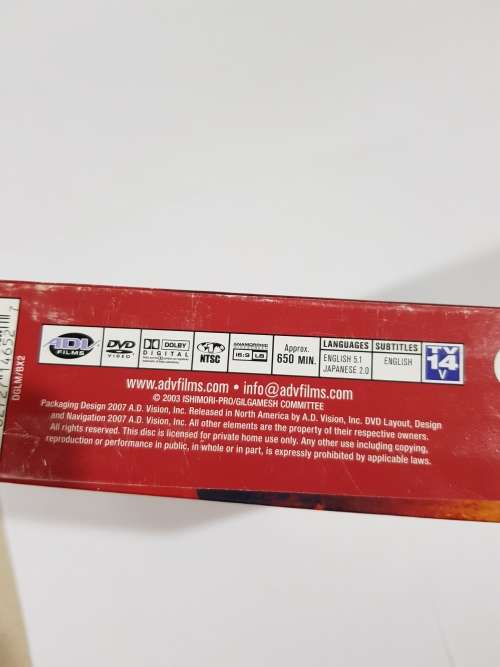 DGLM/BX2
ADV
FILMS
DVD
VIDEO
DOLBY
DIGITAL
NTSC
ANAMORPHIC
16:9 LB
Approx.
650 MIN.
LANGUAGES
ENGLISH 5.1
JAPANESE 2.0
SUBTITLES
ENGLISH
TV
14
V
www.advfilms.com • info@advfilms.com
© 2003 ISHIMORI-PRO/GILGAMESH COMMITTEE
Packaging Design 2007 A.D. Vision, Inc. Released in North America by A.D. Vision, Inc. DVD Layout, Design
and Navigation 2007 A.D. Vision, Inc. All other elements are the property of their respective owners.
All rights reserved. This disc is licensed for private home use only. Any other use including copying,
reproduction or performance in public, in whole or in part, is expressly prohibited by applicable laws.